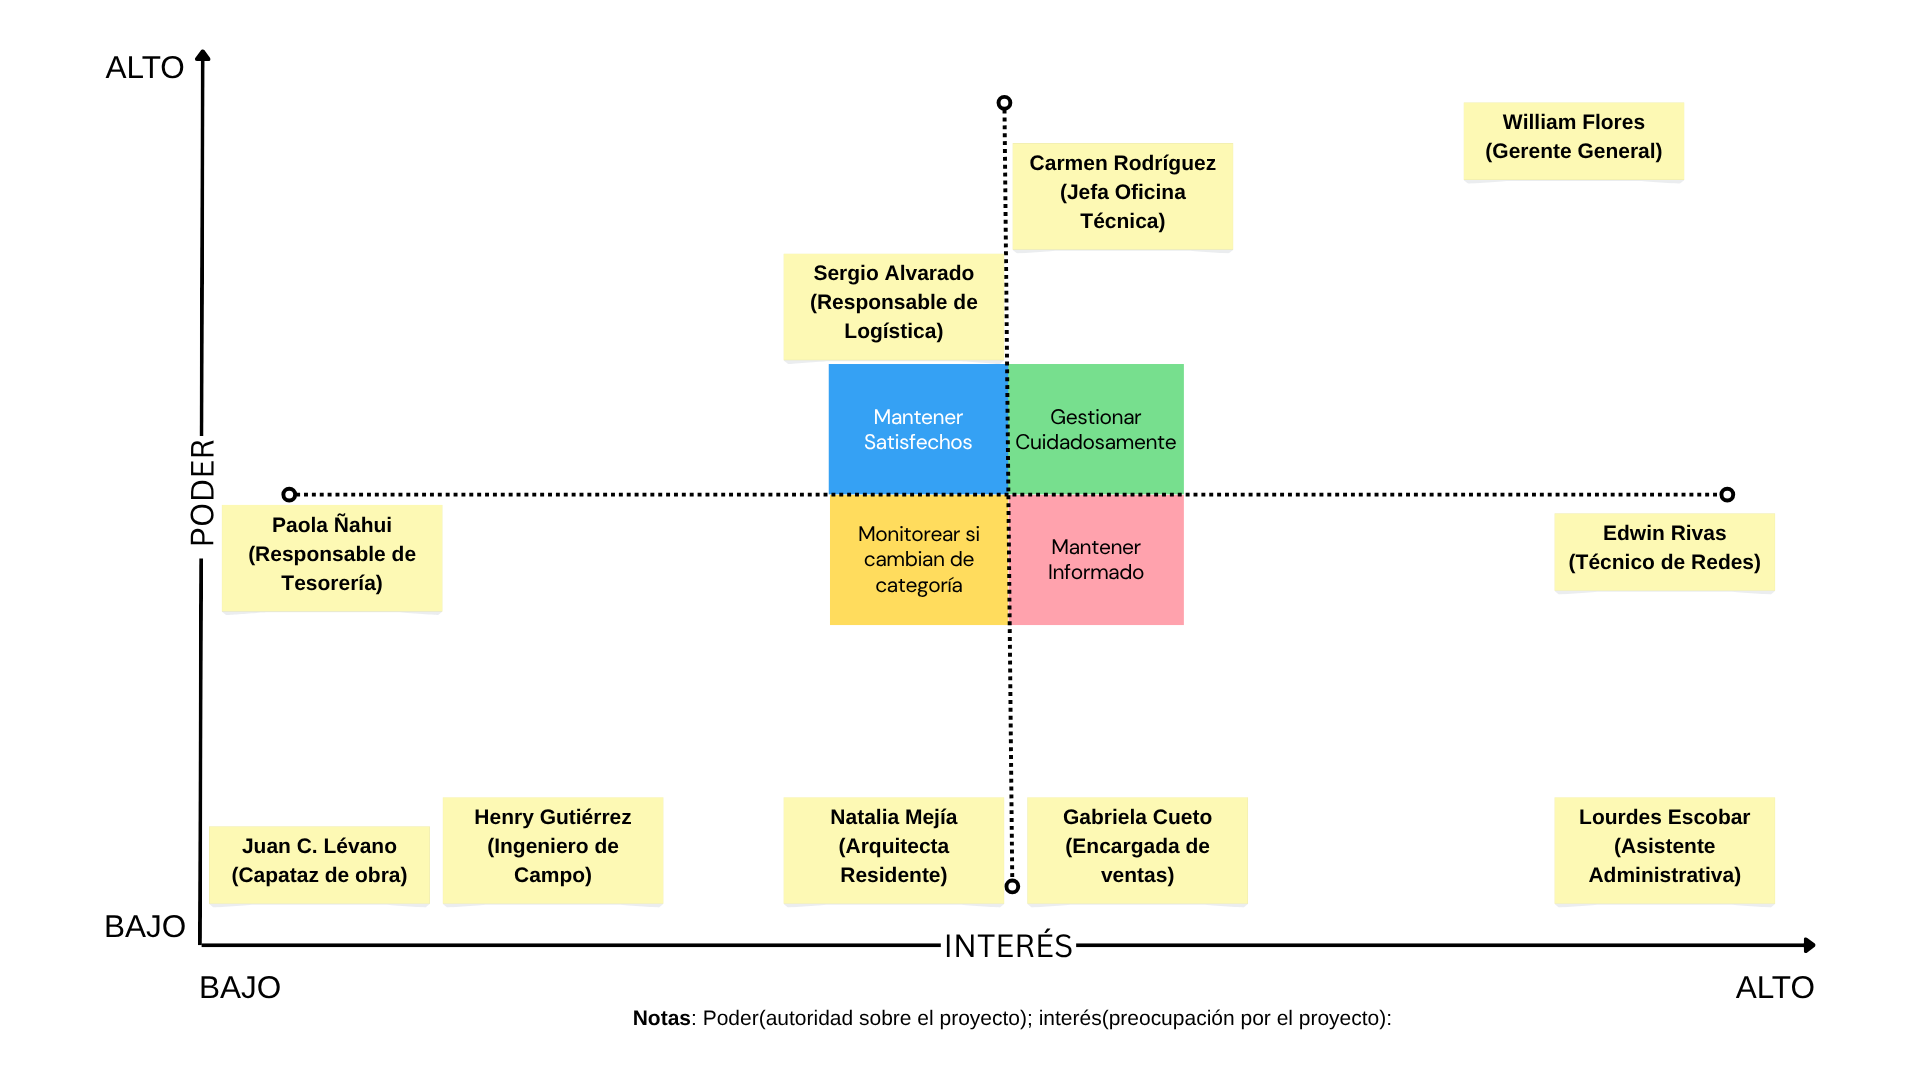 ALTO
William Flores
(Gerente General)
Carmen Rodríguez
(Jefa Oficina
Técnica)
Sergio Alvarado
(Responsable de
Logística)
Mantener
Satisfechos
Gestionar
Cuidadosamente
PODER
Paola Ñahui
(Responsable de
Tesorería)
Monitorear si
cambian de
categoría
Mantener
Informado
Edwin Rivas
(Técnico de Redes)
Juan C. Lévano
(Capataz de obra)
Henry Gutiérrez
(Ingeniero de
Campo)
Natalia Mejía
(Arquitecta
Residente)
Gabriela Cueto
(Encargada de
ventas)
Lourdes Escobar
(Asistente
Administrativa)
BAJO
INTERÉS
BAJO
ALTO
Notas: Poder(autoridad sobre el proyecto); interés(preocupación por el proyecto):